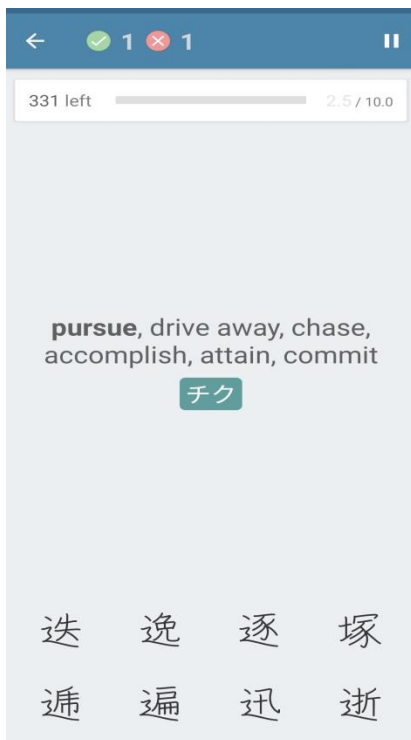 1 1
331 left 2.5 / 10.0
pursue, drive away, chase,
accomplish, attain, commit
チク
迭 逸 逐 塚
逓 遍 迅 逝